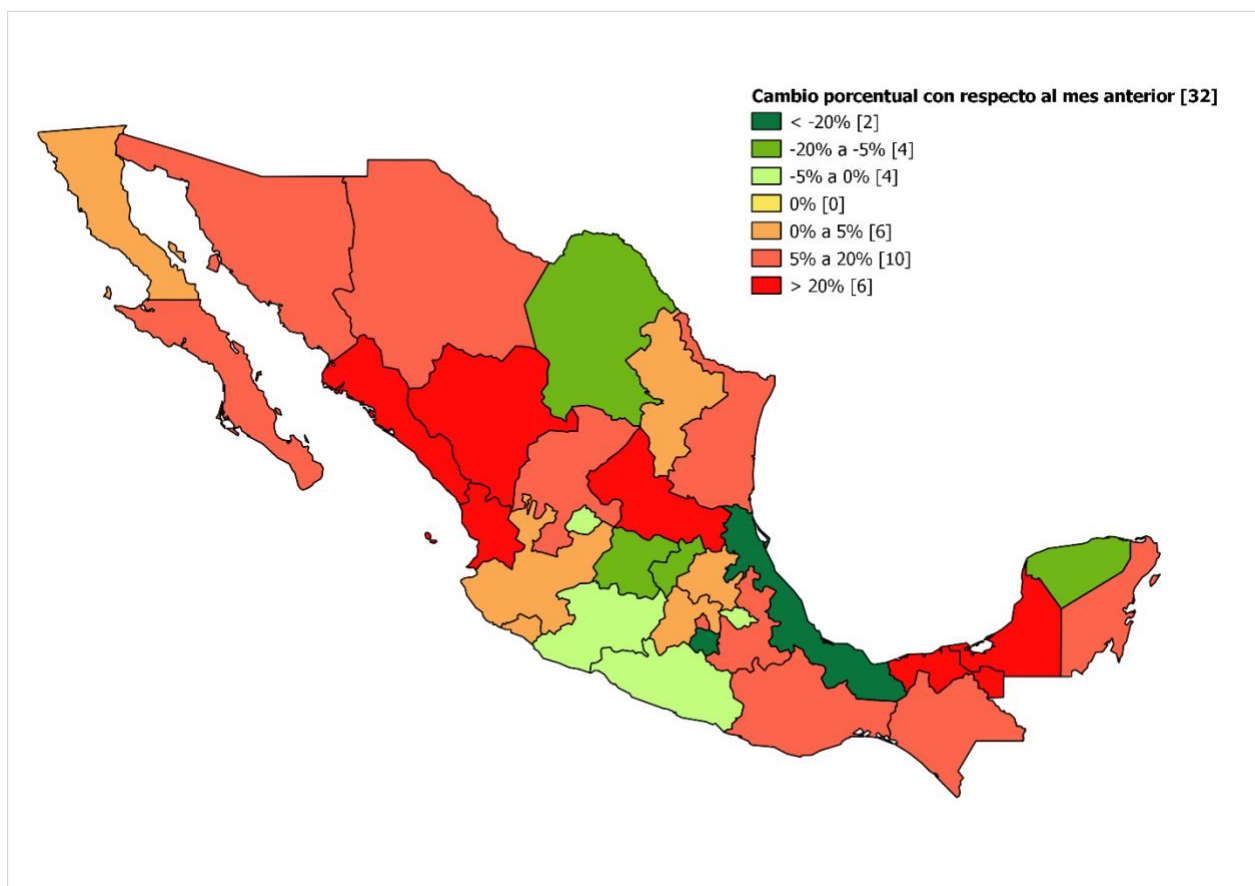 Cambio porcentual con respecto al mes anterior [32]
< -20% [2]
-20% a -5% [4]
-5% a 0% [4]
0% [0]
0% a 5% [6]
5% a 20% [10]
> 20% [6]